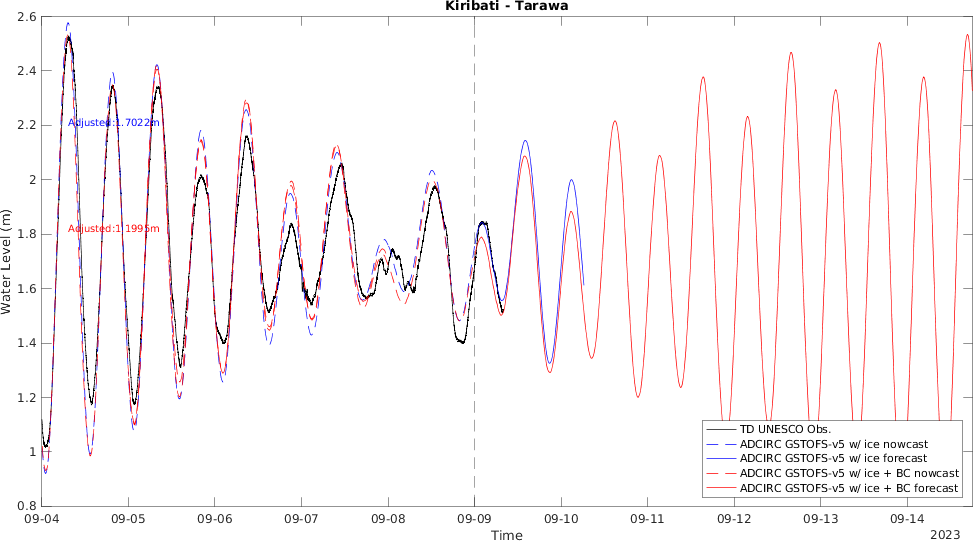 Kiribati - Tarawa
2.6
2.4
2.2
2
1.8
1.6
1.4
1.2
1
0.8
Water Level (m)
Adjusted:1.7022m
Adjusted:1.1995m
TD UNESCO Obs.
ADCIRC GSTOFS-v5 w/ ice nowcast
ADCIRC GSTOFS-v5 w/ ice forecast
ADCIRC GSTOFS-v5 w/ ice + BC nowcast
ADCIRC GSTOFS-v5 w/ ice + BC forecast
09-04 09-05 09-06 09-07 09-08 09-09 09-10 09-11 09-12 09-13 09-14
Time
2023